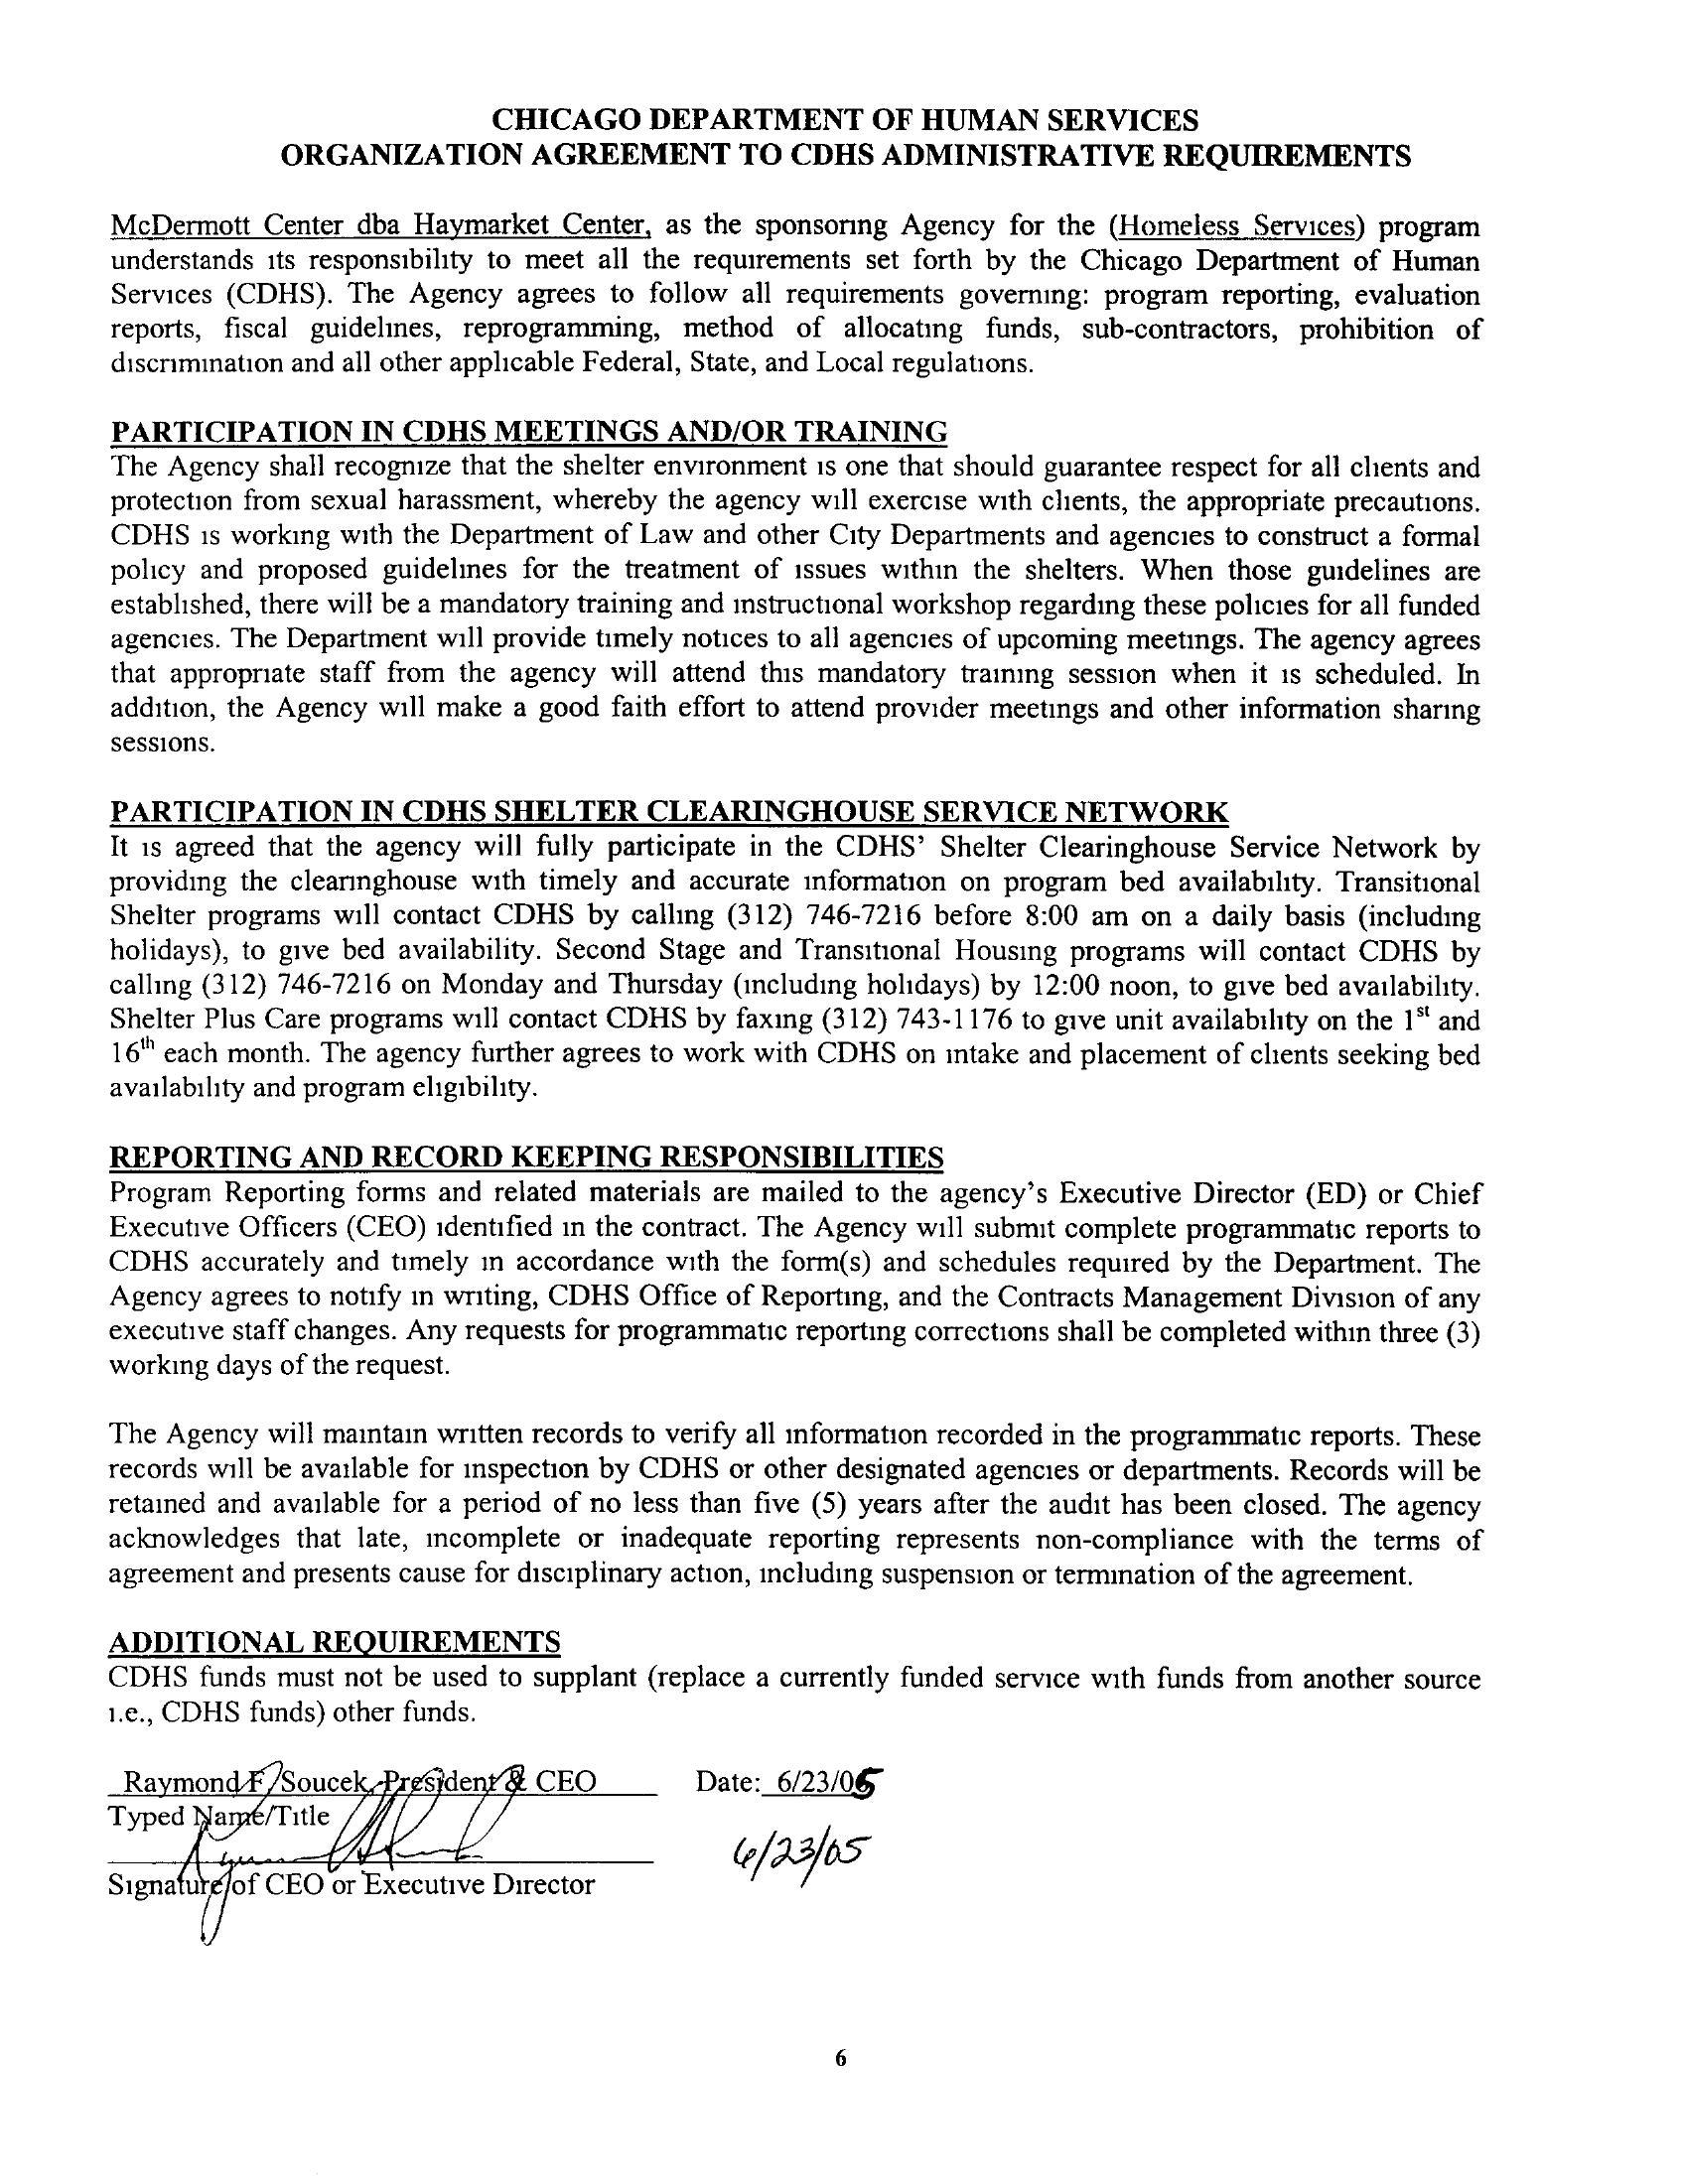 CHICAGO DEPARTMENT OF HUMAN SERVICES
ORGANIZATION AGREEMENT TO CDHS ADMINISTRATIVE REQUIREMENTS
McDermott Center dba Haymarket Center, as the sponsoring Agency for the (Homeless Services) program
understands its responsibility to meet all the requirements set forth by the Chicago Department of Human
Services (CDHS). The Agency agrees to follow all requirements governing: program reporting, evaluation
reports, fiscal guidelines, reprogramming, method of allocating funds, sub-contractors, prohibition of
discrimination and all other applicable Federal, State, and Local regulations.
PARTICIPATION IN CDHS MEETINGS AND/OR TRAINING
The Agency shall recognize that the shelter environment is one that should guarantee respect for all clients and
protection from sexual harassment, whereby the agency will exercise with clients, the appropriate precautions.
CDHS is working with the Department of Law and other City Departments and agencies to construct a formal
policy and proposed guidelines for the treatment of issues within the shelters. When those guidelines are
established, there will be a mandatory training and instructional workshop regarding these policies for all funded
agencies. The Department will provide timely notices to all agencies of upcoming meetings. The agency agrees
that appropriate staff from the agency will attend this mandatory training session when it is scheduled. In
addition, the Agency will make a good faith effort to attend provider meetings and other information sharing
sessions.
PARTICIPATION IN CDHS SHELTER CLEARINGHOUSE SERVICE NETWORK
It is agreed that the agency will fully participate in the CDHS' Shelter Clearinghouse Service Network by
providing the clearinghouse with timely and accurate information on program bed availability. Transitional
Shelter programs will contact CDHS by calling (312) 746-7216 before 8:00 am on a daily basis (including
holidays), to give bed availability. Second Stage and Transitional Housing programs will contact CDHS by
calling (312) 746-7216 on Monday and Thursday (including holidays) by 12:00 noon, to give bed availability.
Shelter Plus Care programs will contact CDHS by faxing (312) 743-1176 to give unit availability on the 1st and
16th each month. The agency further agrees to work with CDHS on intake and placement of clients seeking bed
availability and program eligibility.
REPORTING AND RECORD KEEPING RESPONSIBILITIES
Program Reporting forms and related materials are mailed to the agency's Executive Director (ED) or Chief
Executive Officers (CEO) identified in the contract. The Agency will submit complete programmatic reports to
CDHS accurately and timely in accordance with the form(s) and schedules required by the Department. The
Agency agrees to notify in writing, CDHS Office of Reporting, and the Contracts Management Division of any
executive staff changes. Any requests for programmatic reporting corrections shall be completed within three (3)
working days of the request.
The Agency will maintain written records to verify all information recorded in the programmatic reports. These
records will be available for inspection by CDHS or other designated agencies or departments. Records will be
retained and available for a period of no less than five (5) years after the audit has been closed. The agency
acknowledges that late, incomplete or inadequate reporting represents non-compliance with the terms of
agreement and presents cause for disciplinary action, including suspension or termination of the agreement.
ADDITIONAL REQUIREMENTS
CDHS funds must not be used to supplant (replace a currently funded service with funds from another source
i.e., CDHS funds) other funds.
Raymond F. Soucek, President & CEO Date: 6/23/05
Typed Name/Title
6/23/05
Signature of CEO or Executive Director
6